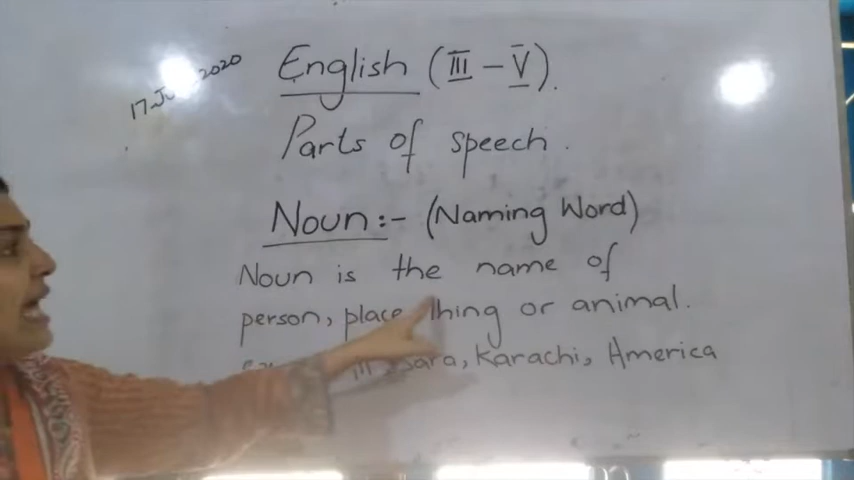 17 2020
English (III - V).
Parts of speech.
Noun:- (Naming Word)
Noun is the name of
person, place thing or animal.
Sara, Karachi, America